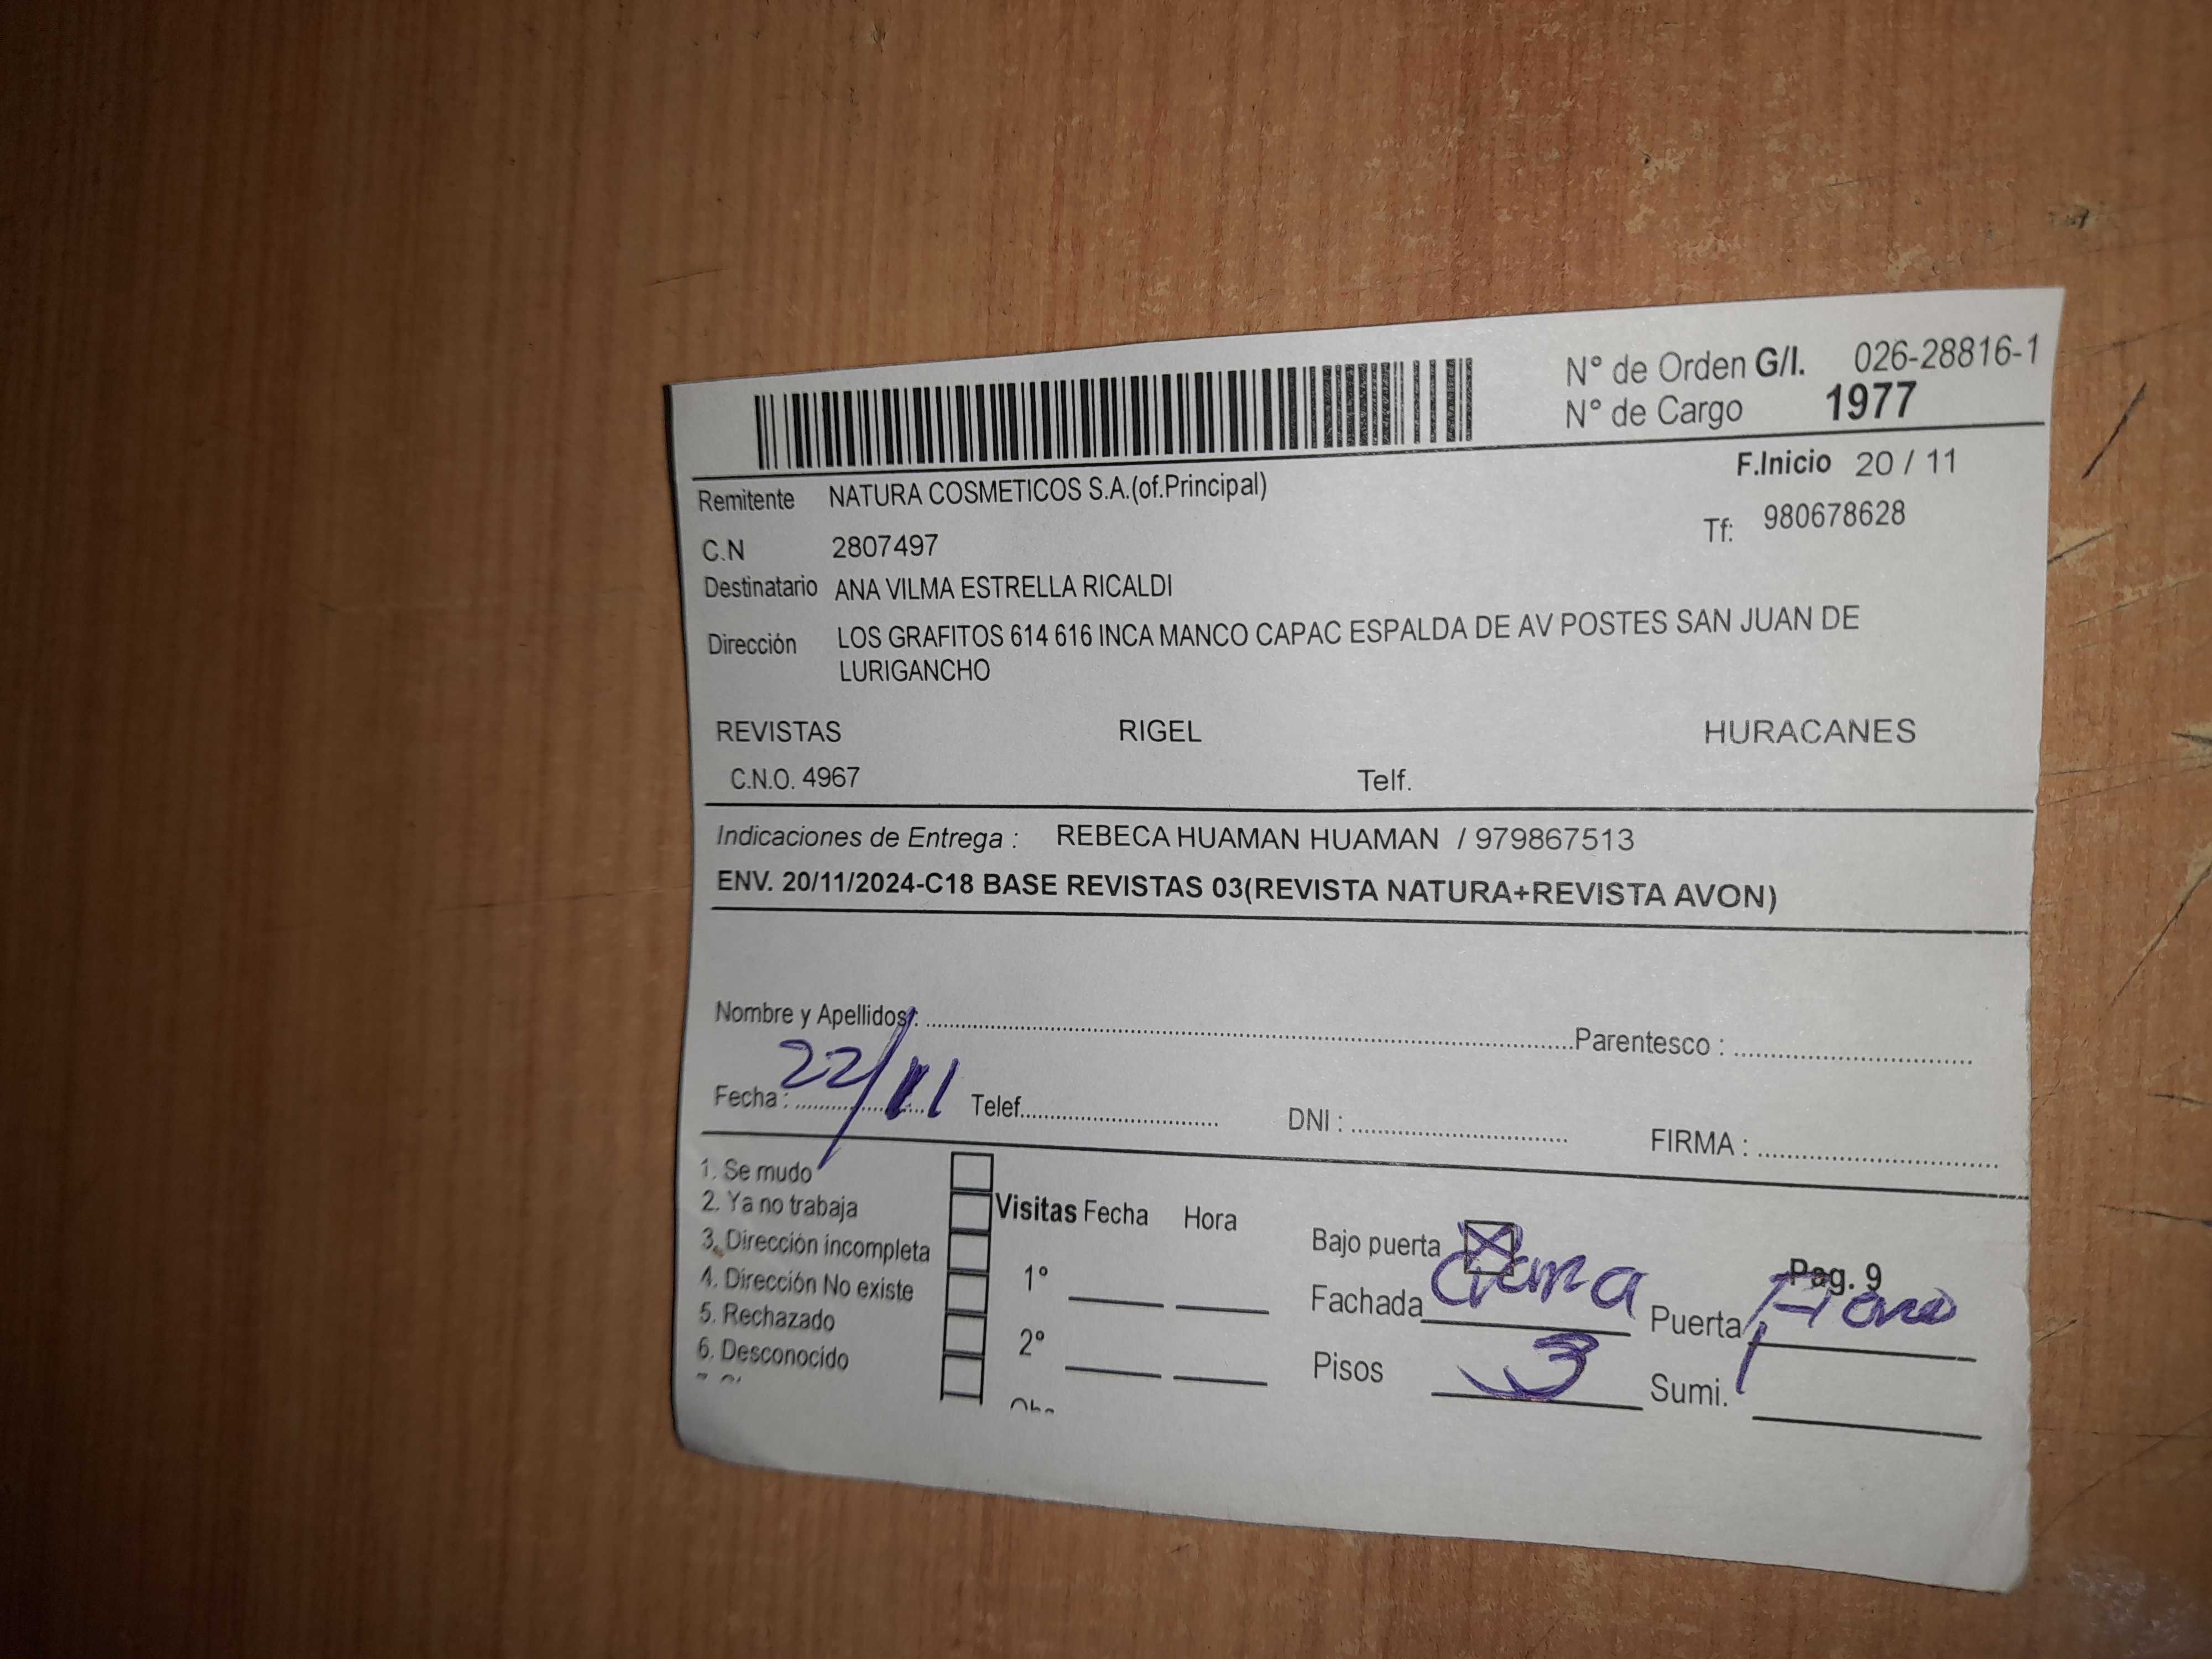 N° de Orden G/I. 026-28816-1
N° de Cargo 1977
F.Inicio 20 / 11
Remitente NATURA COSMETICOS S.A.(of.Principal)
Tf: 980678628
C.N 2807497
Destinatario ANA VILMA ESTRELLA RICALDI
Dirección LOS GRAFITOS 614 616 INCA MANCO CAPAC ESPALDA DE AV POSTES SAN JUAN DE
LURIGANCHO
REVISTAS RIGEL HURACANES
C.N.O. 4967 Telf.
Indicaciones de Entrega : REBECA HUAMAN HUAMAN / 979867513
ENV. 20/11/2024-C18 BASE REVISTAS 03(REVISTA NATURA+REVISTA AVON)
Nombre y Apellidos: Parentesco :
Fecha : 22/11 Telef. DNI : FIRMA :
1. Se mudo
2. Ya no trabaja
3. Dirección incompleta
4. Dirección No existe
5. Rechazado
6. Desconocido
Visitas Fecha Hora
1°
2°
Bajo puerta
Pag. 9
Fachada Puerta
Pisos 3 Sumi.